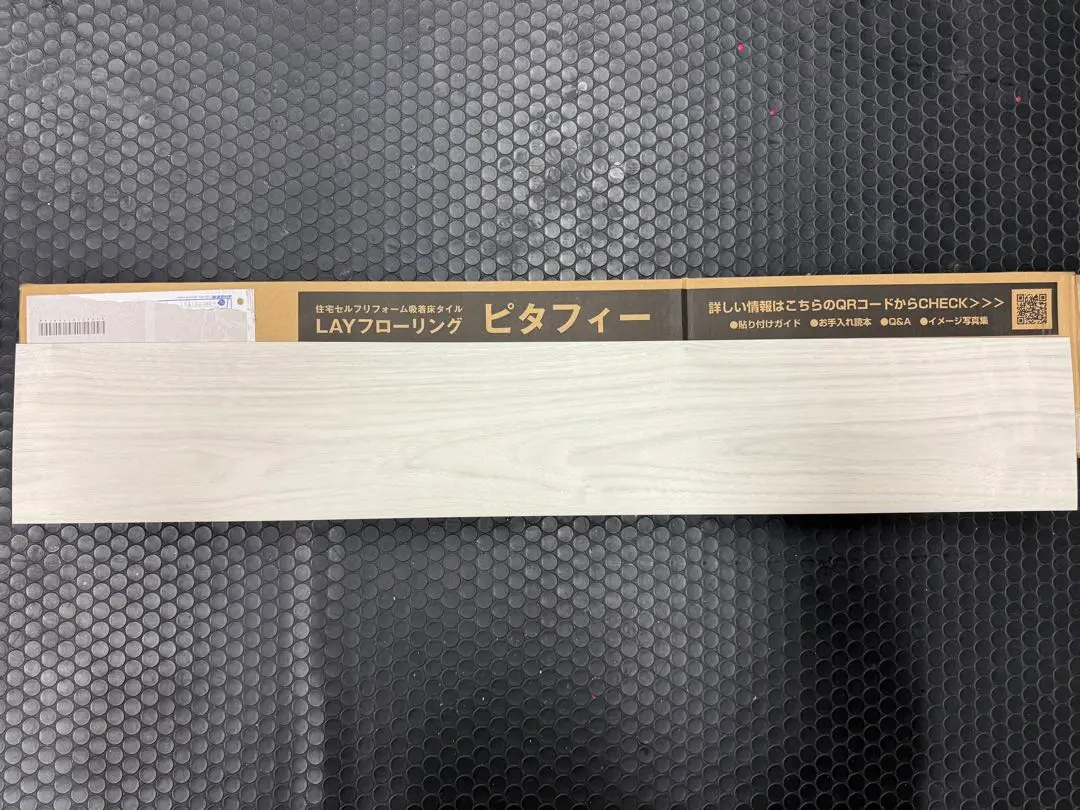 住宅セルフリフォーム吸着床タイル
LAYフローリング ピタフィー
詳しい情報はこちらのQRコードからCHECK>>>
●貼り付けガイド ●お手入れ読本 ●Q&A ●イメージ写真集